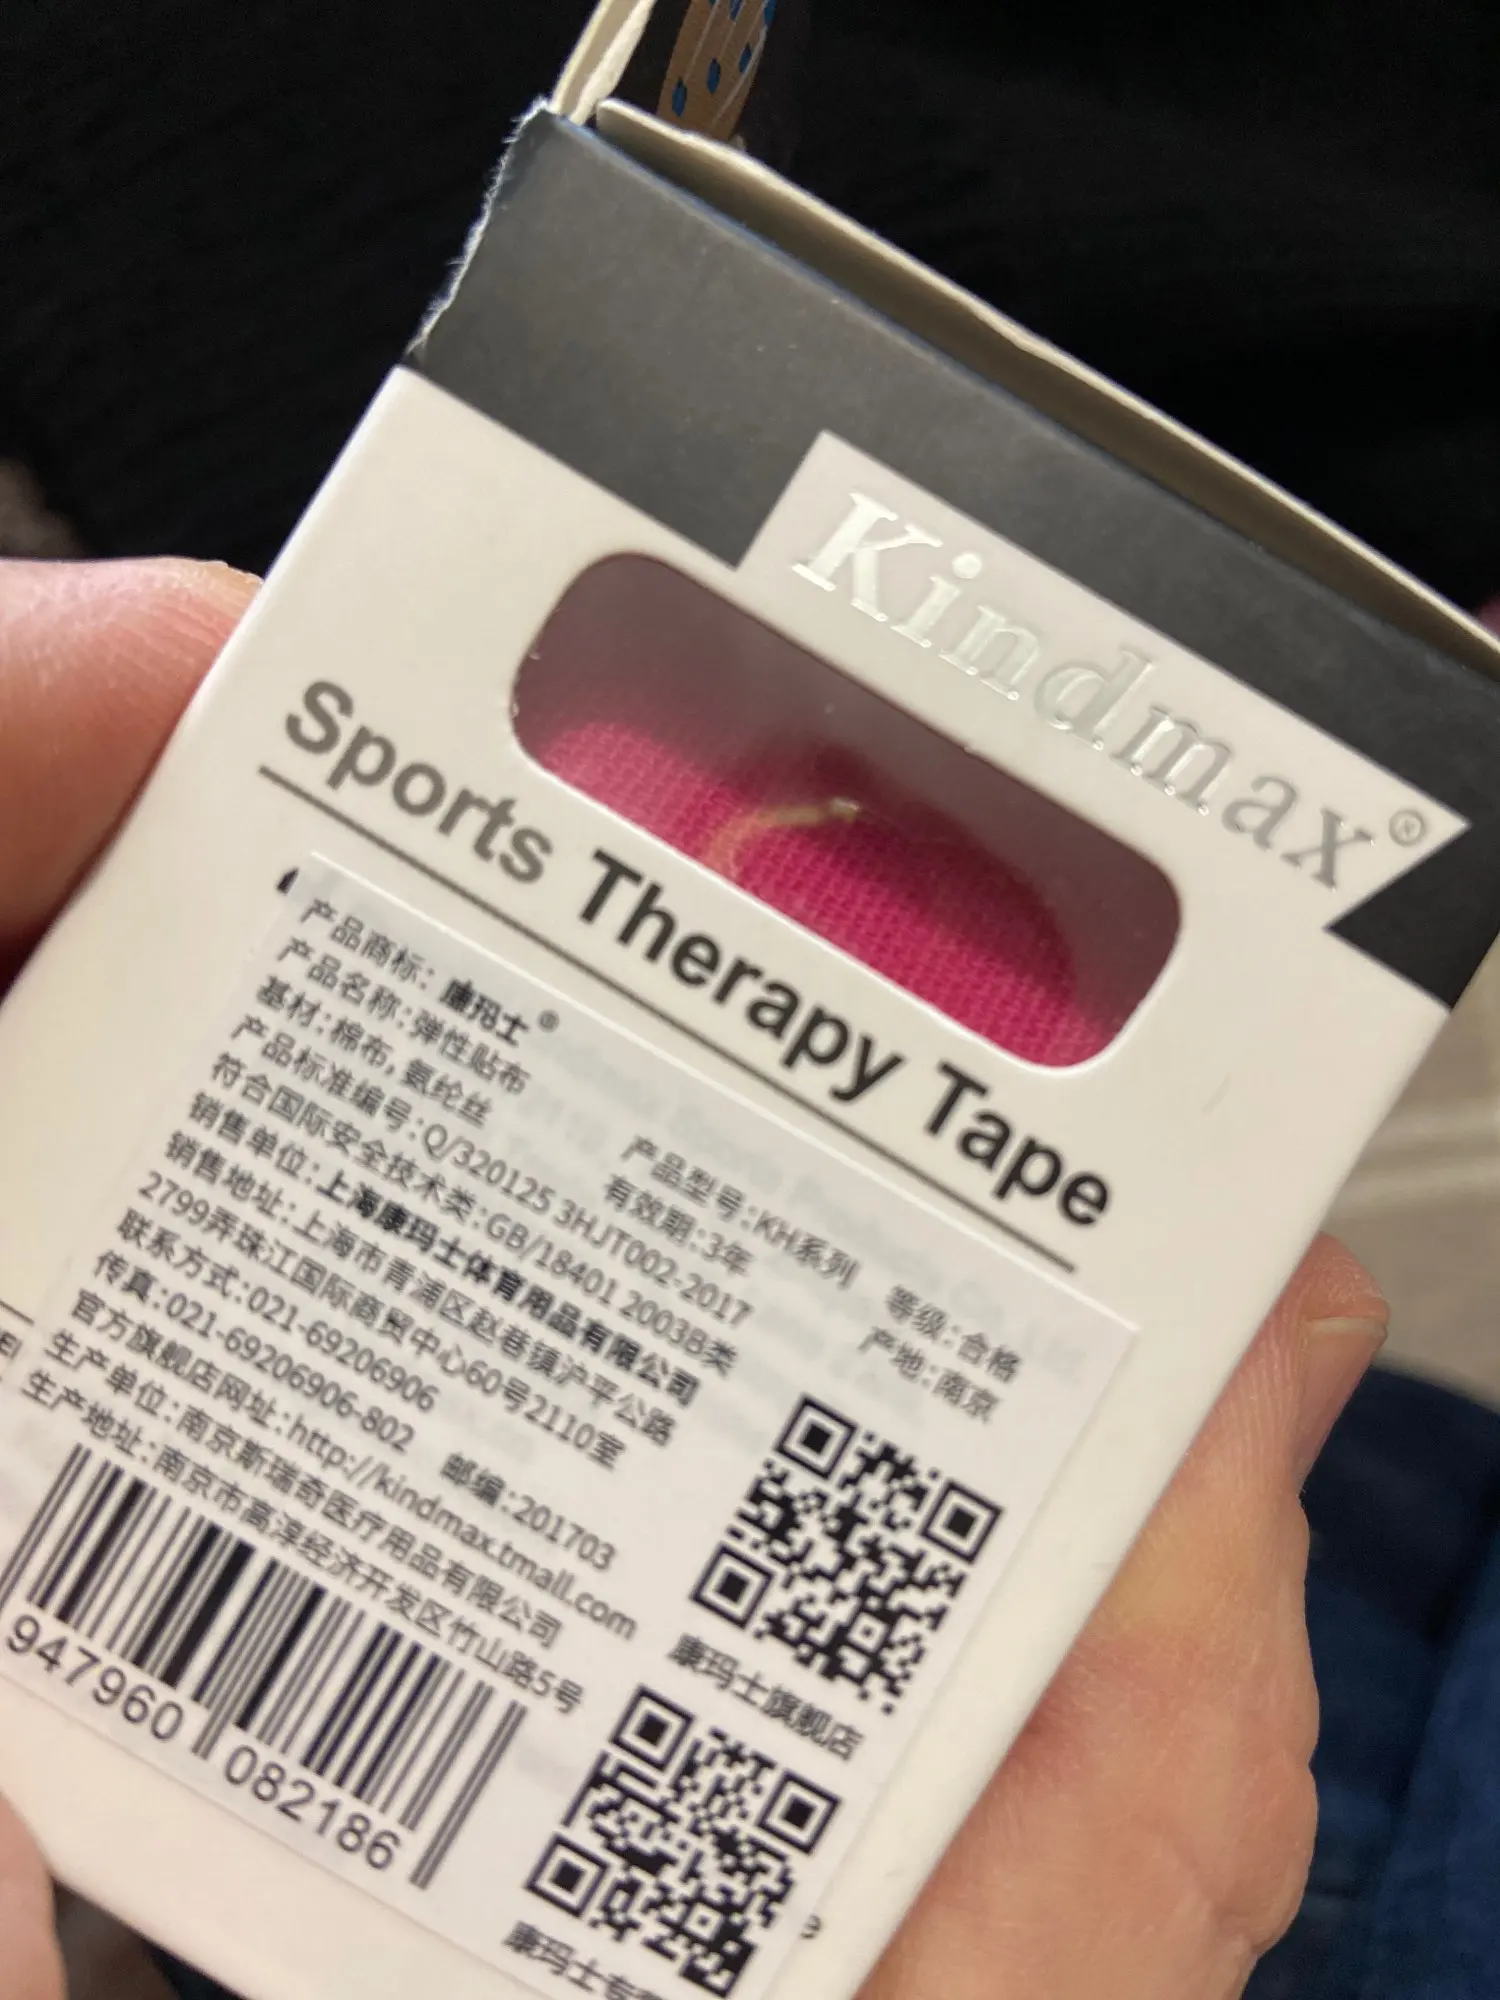 Kindmax®
Sports Therapy Tape
产品商标：康玛士®
产品名称：弹性贴布
基材：棉布，氨纶丝
产品型号：KH系列 等级：合格
产品标准编号：Q/320125 3HJT002-2017
有效期：3年 产地：南京
符合国际安全技术类：GB/18401 2003B类
销售单位：上海康玛士体育用品有限公司
销售地址：上海市青浦区赵巷镇沪平公路
2799弄珠江国际商贸中心60号2110室
联系方式：021-69206906
传真：021-69206906-802 邮编：201703
官方旗舰店网址：http://kindmax.tmall.com
生产单位：南京斯瑞奇医疗用品有限公司
生产地址：南京市高淳经济开发区竹山路5号
947960 082186
康玛士旗舰店
康玛士专